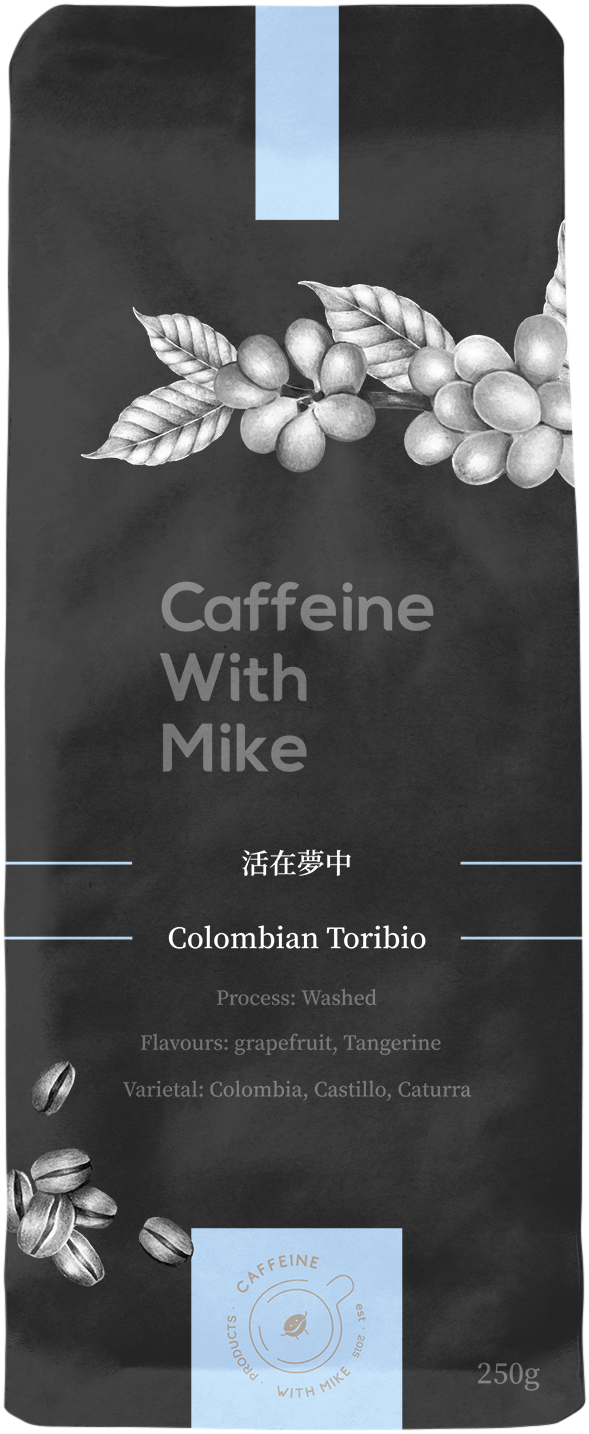 Caffeine
With
Mike
活在夢中
Colombian Toribio
Process: Washed
Flavours: grapefruit, Tangerine
Varietal: Colombia, Castillo, Caturra
CAFFEINE
WITH MIKE
PRODUCTS
est · 2015
250g